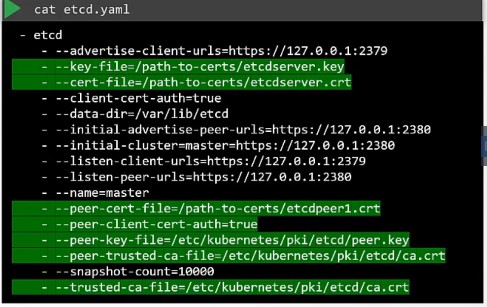 cat etcd.yaml
- etcd
- --advertise-client-urls=https://127.0.0.1:2379
- --key-file=/path-to-certs/etcdserver.key
- --cert-file=/path-to-certs/etcdserver.crt
- --client-cert-auth=true
- --data-dir=/var/lib/etcd
- --initial-advertise-peer-urls=https://127.0.0.1:2380
- --initial-cluster=master=https://127.0.0.1:2380
- --listen-client-urls=https://127.0.0.1:2379
- --listen-peer-urls=https://127.0.0.1:2380
- --name=master
- --peer-cert-file=/path-to-certs/etcdpeer1.crt
- --peer-client-cert-auth=true
- --peer-key-file=/etc/kubernetes/pki/etcd/peer.key
- --peer-trusted-ca-file=/etc/kubernetes/pki/etcd/ca.crt
- --snapshot-count=10000
- --trusted-ca-file=/etc/kubernetes/pki/etcd/ca.crt